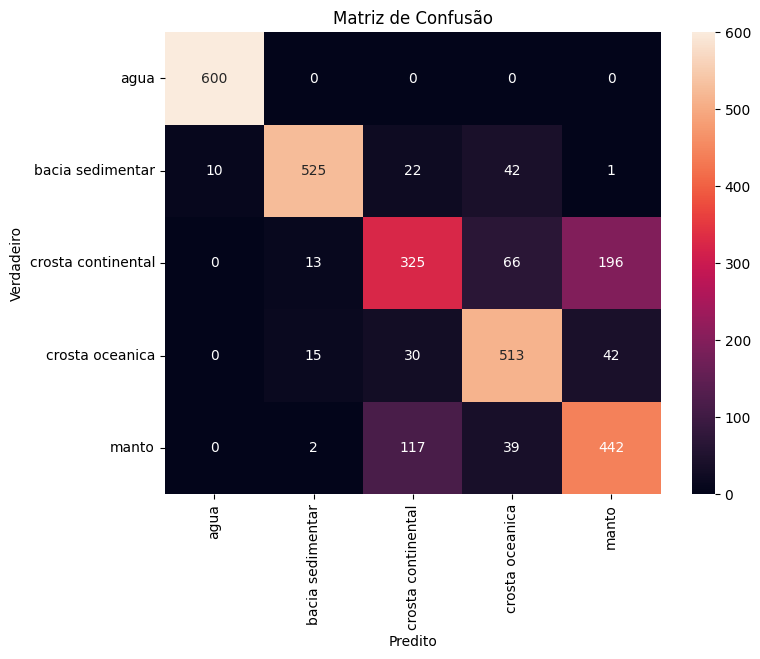 Matriz de Confusão
Verdadeiro
agua
600 0 0 0 0
bacia sedimentar
10 525 22 42 1
crosta continental
0 13 325 66 196
crosta oceanica
0 15 30 513 42
manto
0 2 117 39 442
agua
bacia sedimentar
crosta continental
crosta oceanica
manto
Predito
600
500
400
300
200
100
0